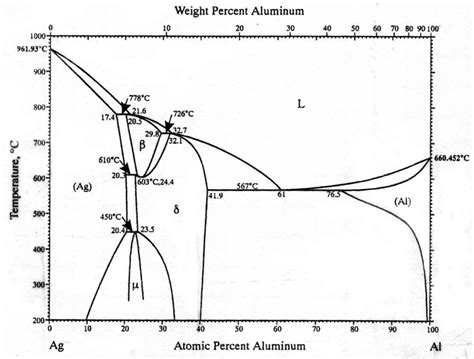 Weight Percent Aluminum
0 10 20 30 40 50 60 70 80 90 100
961.93°C
1000
900
800
700
600
500
400
300
200
Temperature, °C
778°C
17.4
21.6
20.5
726°C
29.8
32.7
32.1
L
β
610°C
20.3
603°C, 24.4
(Ag)
δ
450°C
20.4
23.5
μ
41.9
567°C
61
76.5
(Al)
660.452°C
0 10 20 30 40 50 60 70 80 90 100
Ag
Atomic Percent Aluminum
Al